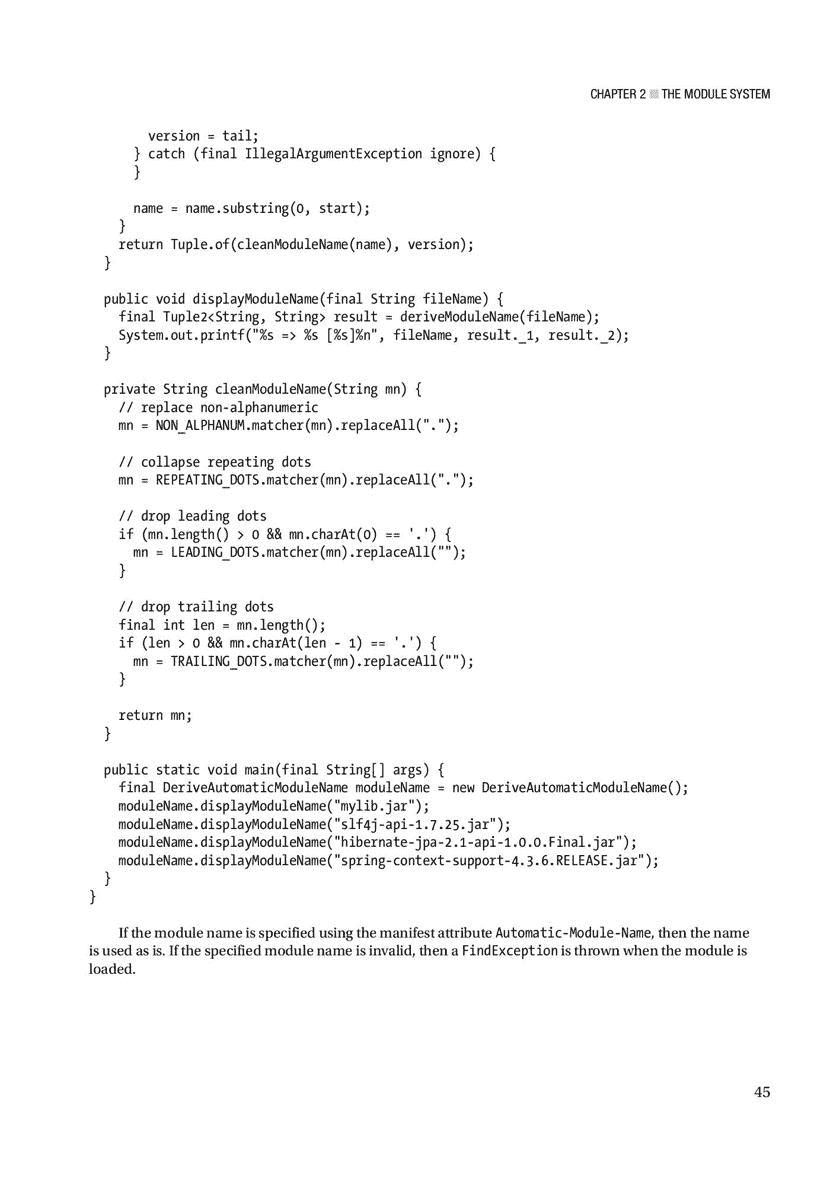 CHAPTER 2 ▒ THE MODULE SYSTEM
        version = tail;
      } catch (final IllegalArgumentException ignore) {
      }
      name = name.substring(0, start);
    }
    return Tuple.of(cleanModuleName(name), version);
  }
  public void displayModuleName(final String fileName) {
    final Tuple2<String, String> result = deriveModuleName(fileName);
    System.out.printf("%s => %s [%s]%n", fileName, result._1, result._2);
  }
  private String cleanModuleName(String mn) {
    // replace non-alphanumeric
    mn = NON_ALPHANUM.matcher(mn).replaceAll(".");
    // collapse repeating dots
    mn = REPEATING_DOTS.matcher(mn).replaceAll(".");
    // drop leading dots
    if (mn.length() > 0 && mn.charAt(0) == '.') {
      mn = LEADING_DOTS.matcher(mn).replaceAll("");
    }
    // drop trailing dots
    final int len = mn.length();
    if (len > 0 && mn.charAt(len - 1) == '.') {
      mn = TRAILING_DOTS.matcher(mn).replaceAll("");
    }
    return mn;
  }
  public static void main(final String[] args) {
    final DeriveAutomaticModuleName moduleName = new DeriveAutomaticModuleName();
    moduleName.displayModuleName("mylib.jar");
    moduleName.displayModuleName("slf4j-api-1.7.25.jar");
    moduleName.displayModuleName("hibernate-jpa-2.1-api-1.0.0.Final.jar");
    moduleName.displayModuleName("spring-context-support-4.3.6.RELEASE.jar");
  }
}
If the module name is specified using the manifest attribute Automatic-Module-Name, then the name
is used as is. If the specified module name is invalid, then a FindException is thrown when the module is
loaded.
45